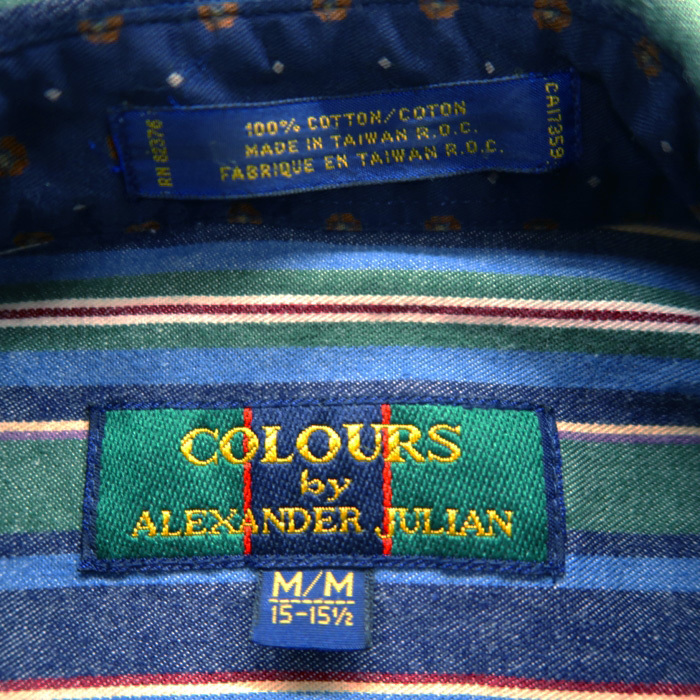 RN 82376
100% COTTON/COTON
MADE IN TAIWAN R.O.C.
FABRIQUE EN TAIWAN R.O.C.
CA17359
COLOURS
by
ALEXANDER JULIAN
M/M
15-15½